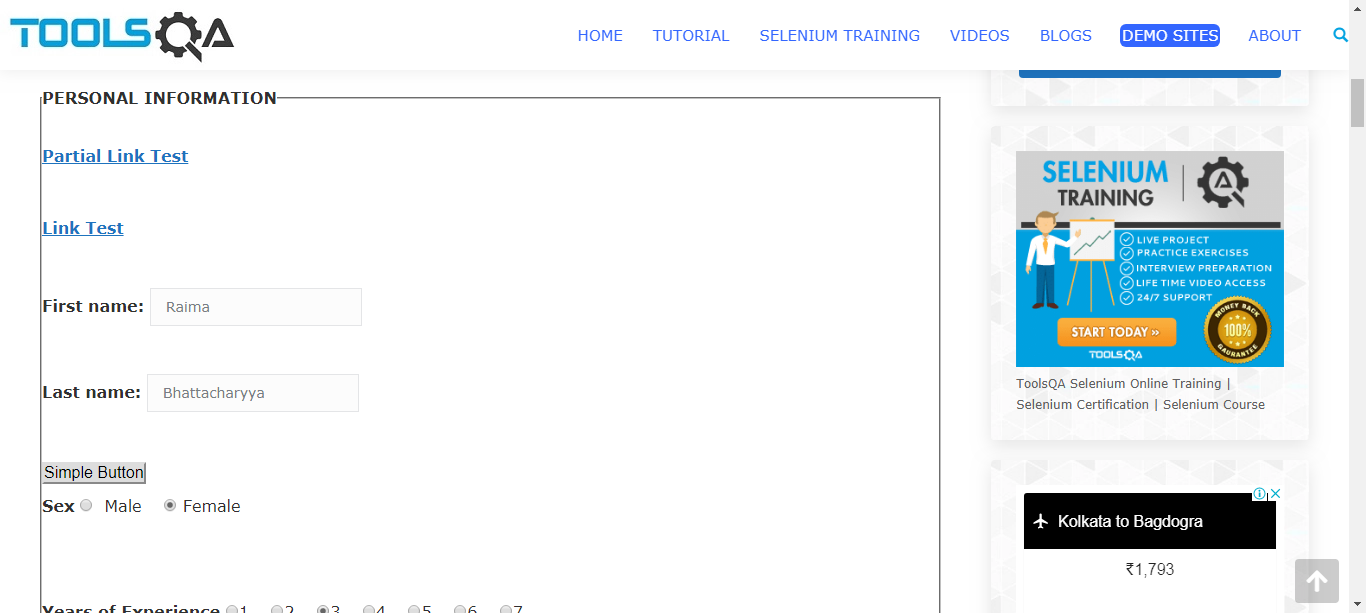 TOOLSQA
HOME TUTORIAL SELENIUM TRAINING VIDEOS BLOGS DEMO SITES ABOUT
PERSONAL INFORMATION
Partial Link Test
Link Test
First name: Raima
Last name: Bhattacharyya
Simple Button
Sex Male Female
Years of Experience 1 2 3 4 5 6 7
SELENIUM
TRAINING
LIVE PROJECT
PRACTICE EXERCISES
INTERVIEW PREPARATION
LIFE TIME VIDEO ACCESS
24/7 SUPPORT
START TODAY »
TOOLSQA
MONEY BACK
100%
GAURANTEE
ToolsQA Selenium Online Training |
Selenium Certification | Selenium Course
Kolkata to Bagdogra
₹1,793